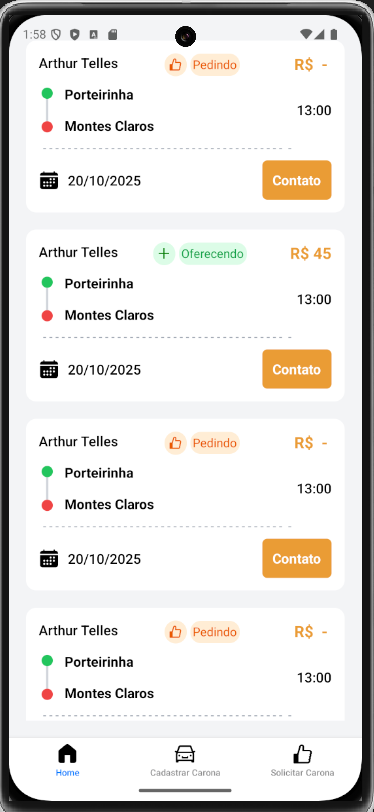 1:58
Arthur Telles Pedindo R$ -
Porteirinha
13:00
Montes Claros
20/10/2025 Contato
Arthur Telles Oferecendo R$ 45
Porteirinha
13:00
Montes Claros
20/10/2025 Contato
Arthur Telles Pedindo R$ -
Porteirinha
13:00
Montes Claros
20/10/2025 Contato
Arthur Telles Pedindo R$ -
Porteirinha
13:00
Montes Claros
Home Cadastrar Carona Solicitar Carona